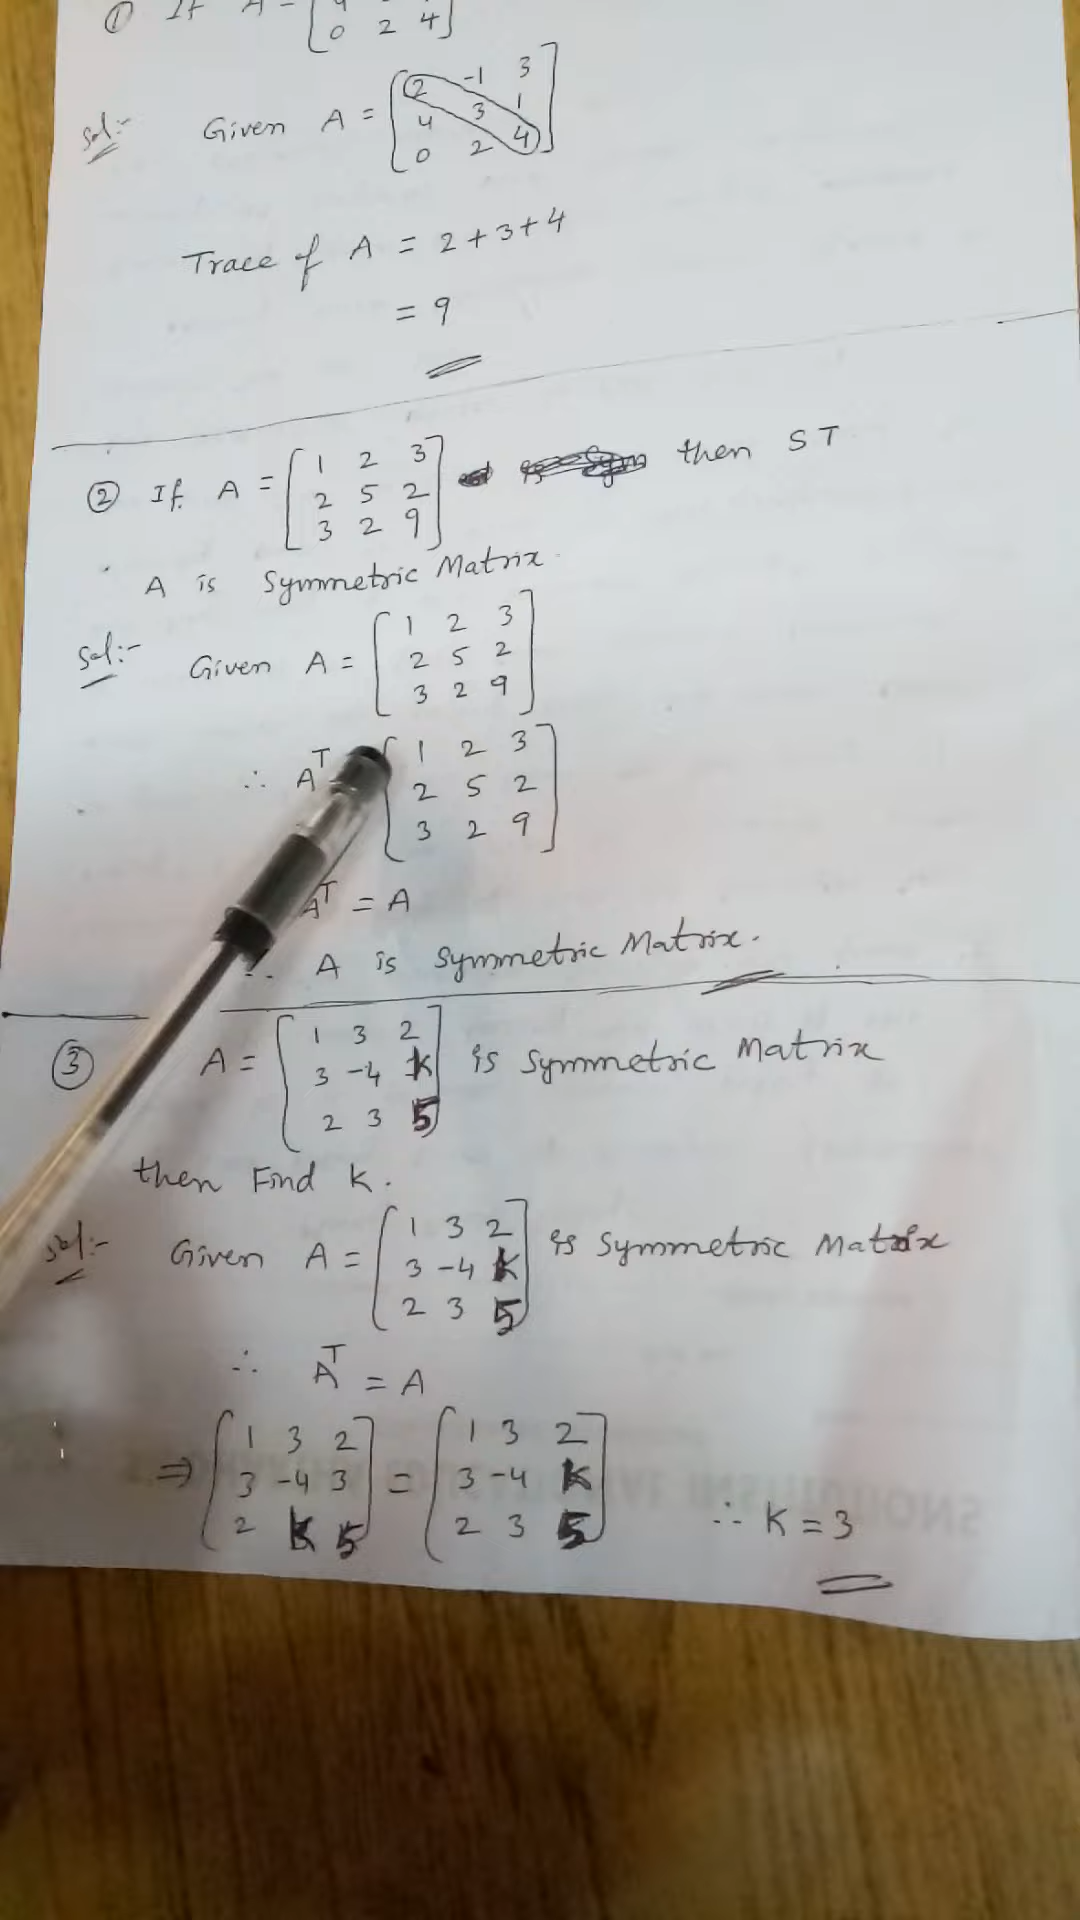 ① If A = [
0 2 4]
Sol:- Given A = [2 -1 3
4 3 1
0 2 4]
Trace of A = 2+3+4
= 9
② If A = [1 2 3
2 5 2
3 2 9] then ST
A is Symmetric Matrix.
Sol:- Given A = [1 2 3
2 5 2
3 2 9]
∴ A^T [1 2 3
2 5 2
3 2 9]
A^T = A
∴ A is Symmetric Matrix.
③ A = [1 3 2
3 -4 K
2 3 5] is Symmetric Matrix
then Find K.
Sol:- Given A = [1 3 2
3 -4 K
2 3 5] is Symmetric Matrix
∴ A^T = A
⇒ [1 3 2
3 -4 3
2 K 5] = [1 3 2
3 -4 K
2 3 5] ∴ K = 3